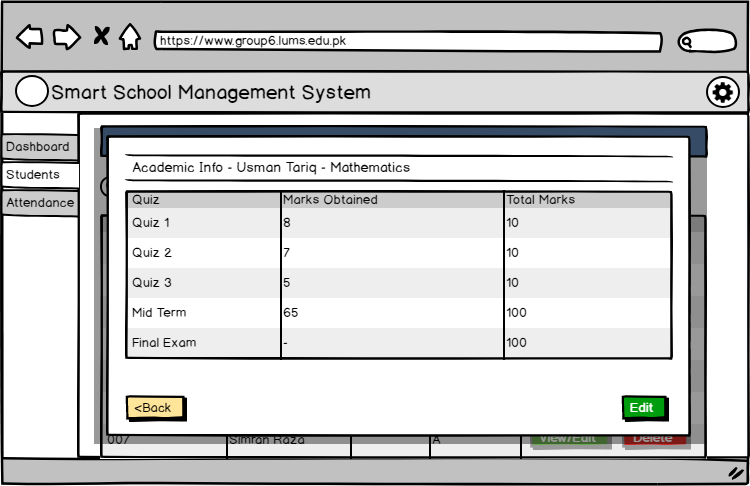 https://www.group6.lums.edu.pk
Smart School Management System
Dashboard
Students
Attendance
Academic Info - Usman Tariq - Mathematics
Quiz Marks Obtained Total Marks
Quiz 1 8 10
Quiz 2 7 10
Quiz 3 5 10
Mid Term 65 100
Final Exam - 100
<Back Edit
007 Simran Raza A View/Edit Delete